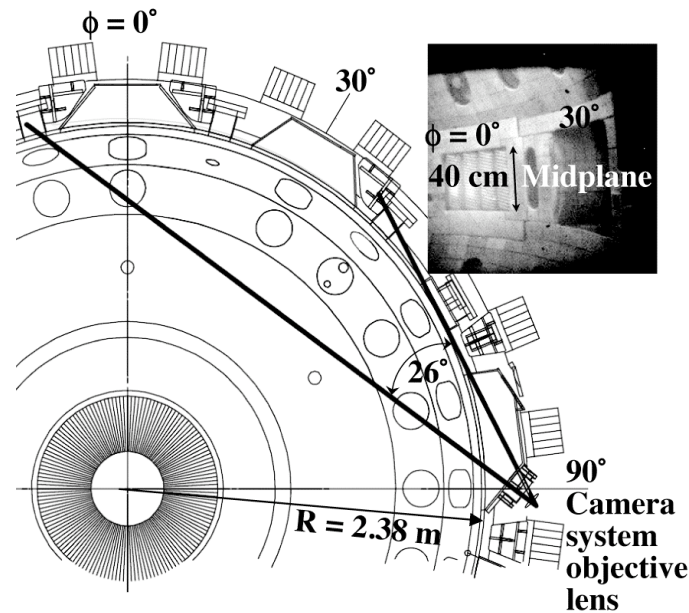 ϕ = 0°
30°
ϕ = 0°
30°
40 cm
Midplane
26°
R = 2.38 m
90°
Camera
system
objective
lens